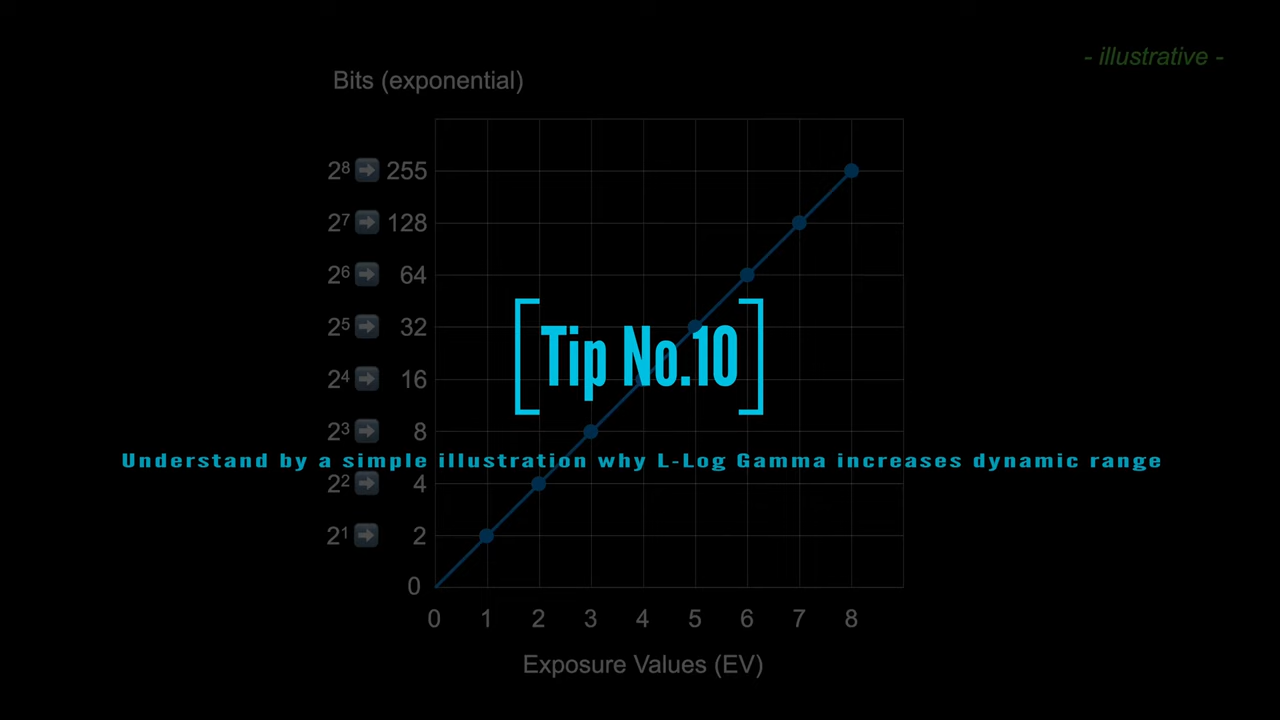 - illustrative -
Bits (exponential)
2⁸ ➡ 255
2⁷ ➡ 128
2⁶ ➡ 64
2⁵ ➡ 32
Tip No.10
2⁴ ➡ 16
2³ ➡ 8
Understand by a simple illustration why L-Log Gamma increases dynamic range
2² ➡ 4
2¹ ➡ 2
0
0 1 2 3 4 5 6 7 8
Exposure Values (EV)